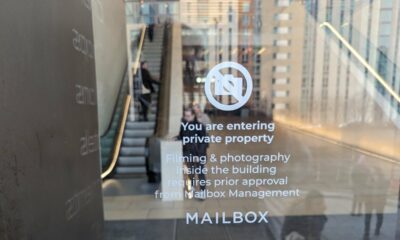 You are entering
private property
Filming & photography
inside the building
requires prior approval
from Mailbox Management
MAILBOX